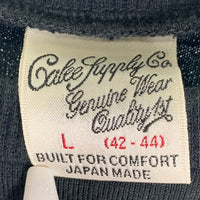 Calee Supply Co.
Genuine Wear
Quality 1st
L (42-44)
BUILT FOR COMFORT
JAPAN MADE